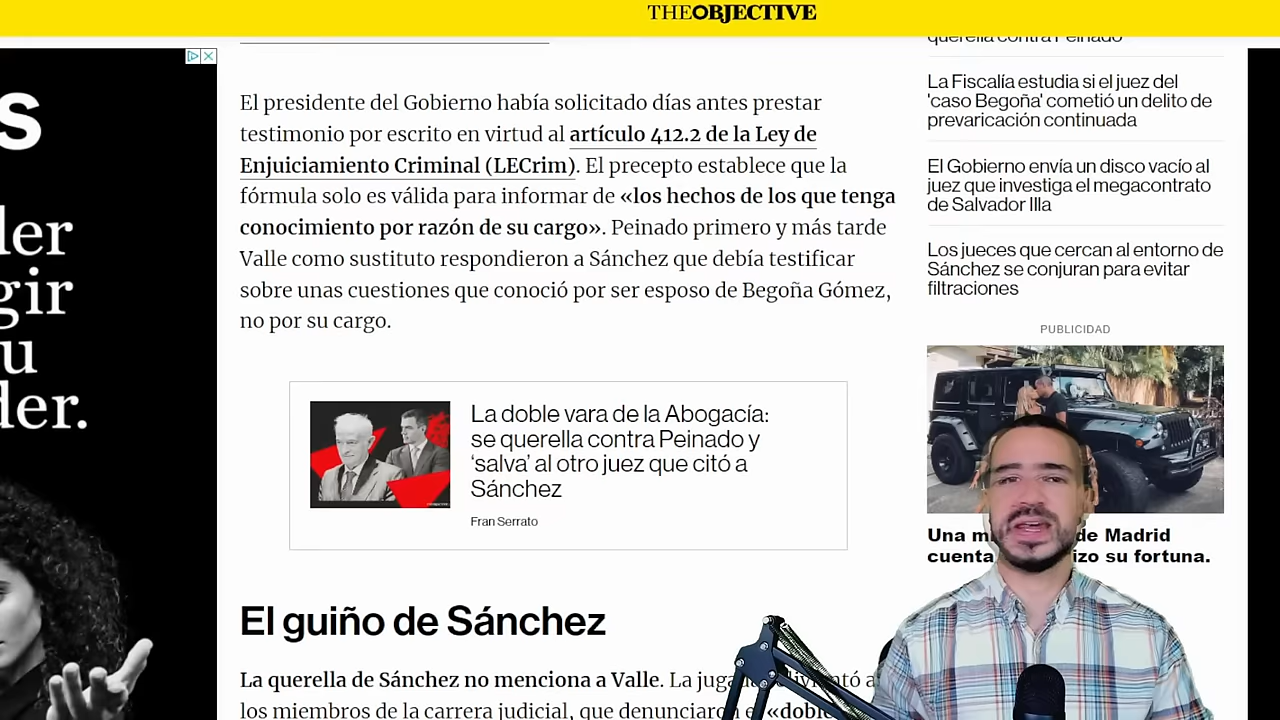 THEOBJECTIVE
querella contra Peinado
s
der
gir
u
der.
El presidente del Gobierno había solicitado días antes prestar
testimonio por escrito en virtud al artículo 412.2 de la Ley de
Enjuiciamiento Criminal (LECrim). El precepto establece que la
fórmula solo es válida para informar de «los hechos de los que tenga
conocimiento por razón de su cargo». Peinado primero y más tarde
Valle como sustituto respondieron a Sánchez que debía testificar
sobre unas cuestiones que conoció por ser esposo de Begoña Gómez,
no por su cargo.
La doble vara de la Abogacía:
se querella contra Peinado y
‘salva’ al otro juez que citó a
Sánchez
Fran Serrato
El guiño de Sánchez
La querella de Sánchez no menciona a Valle. La
los miembros de la carrera judicial, que denunciaron
La Fiscalía estudia si el juez del
'caso Begoña' cometió un delito de
prevaricación continuada
El Gobierno envía un disco vacío al
juez que investiga el megacontrato
de Salvador Illa
Los jueces que cercan al entorno de
Sánchez se conjuran para evitar
filtraciones
PUBLICIDAD
Una de Madrid
cuenta su fortuna.